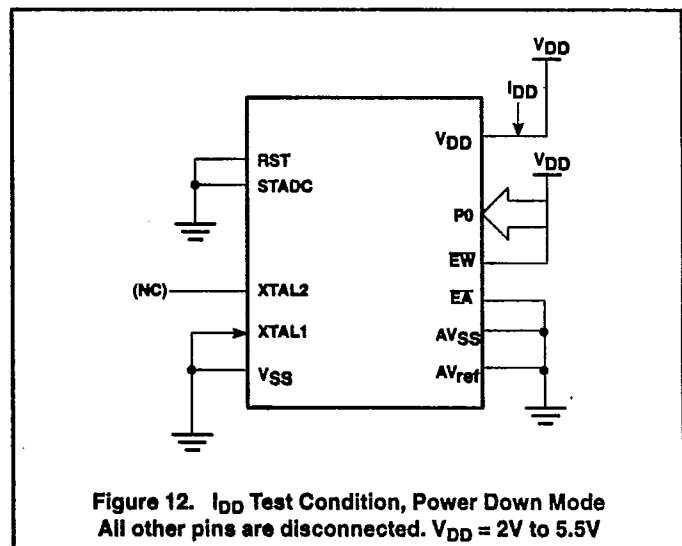 VDD
IDD
VDD
VDD
RST
STADC
P0
EW
(NC)
XTAL2
EA
XTAL1
AVSS
VSS
AVref
Figure 12. IDD Test Condition, Power Down Mode
All other pins are disconnected. VDD = 2V to 5.5V